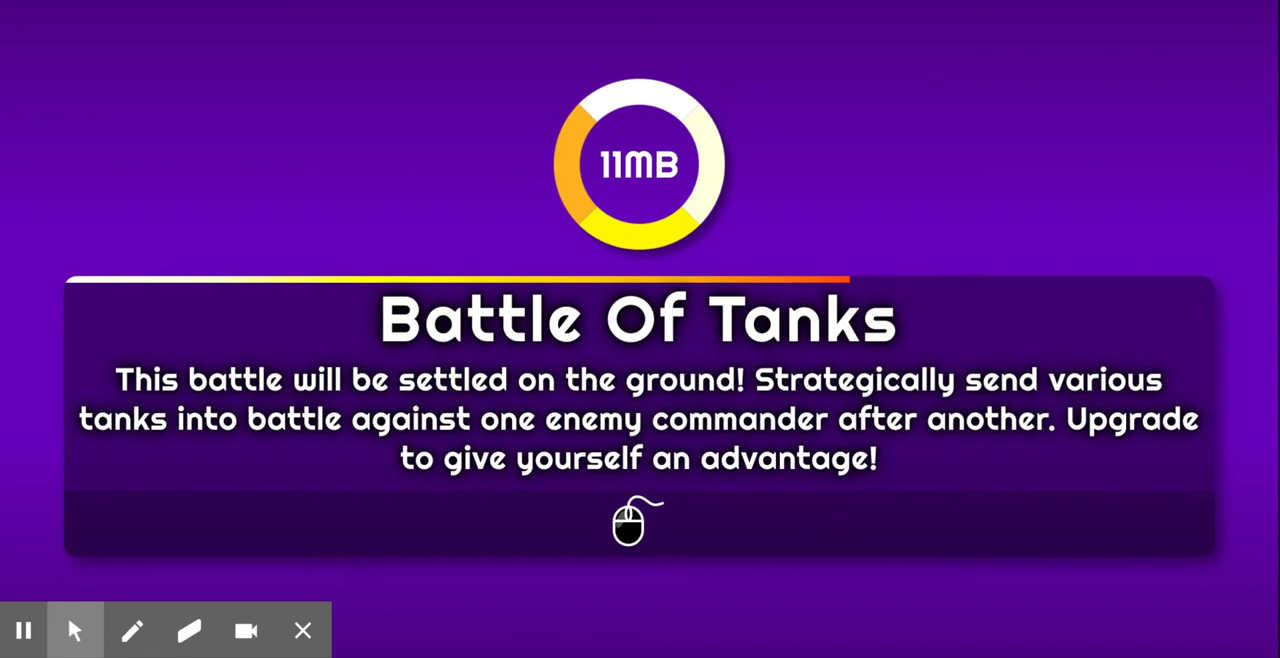 11MB
Battle Of Tanks
This battle will be settled on the ground! Strategically send various
tanks into battle against one enemy commander after another. Upgrade
to give yourself an advantage!